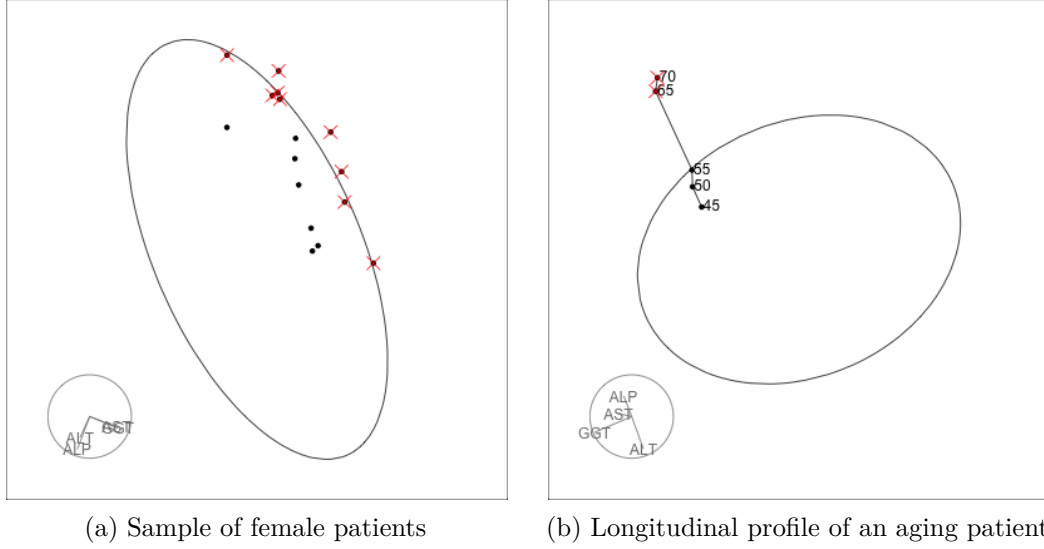 70
65
55
50
45
ALT
AST
GGT
ALP
ALP
AST
GGT
ALT
(a) Sample of female patients
(b) Longitudinal profile of an aging patient